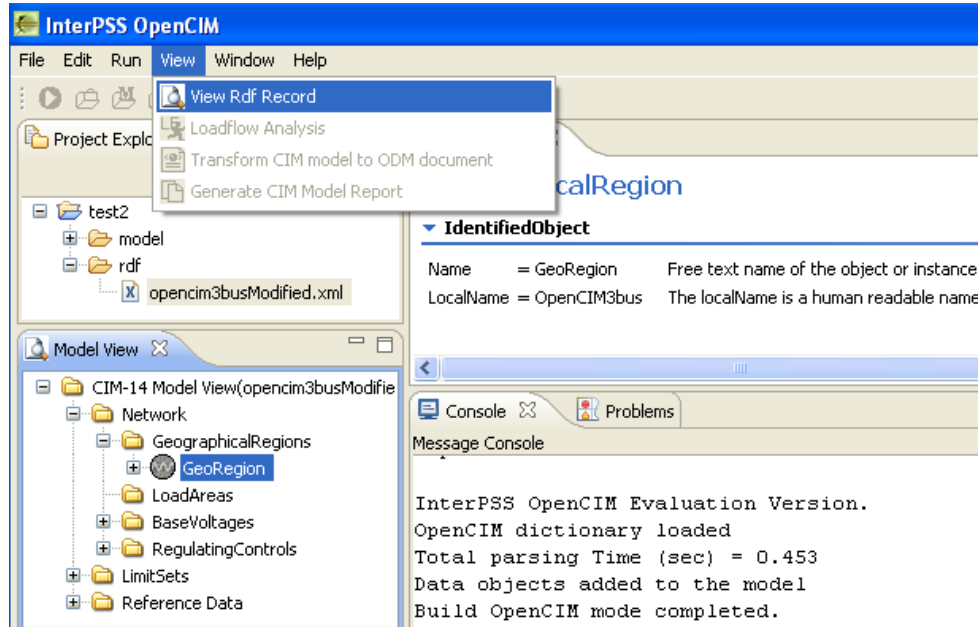 InterPSS OpenCIM
File Edit Run View Window Help
View Rdf Record
Loadflow Analysis
Transform CIM model to ODM document
Generate CIM Model Report
Project
test2
model
rdf
opencim3busModified.xml
IdentifiedObject
Name = GeoRegion Free text name of the object or instance
LocalName = OpenCIM3bus The localName is a human readable name
Model View
CIM-14 Model View(opencim3busModifie
Network
GeographicalRegions
GeoRegion
LoadAreas
BaseVoltages
RegulatingControls
LimitSets
Reference Data
Console Problems
Message Console
InterPSS OpenCIM Evaluation Version.
OpenCIM dictionary loaded
Total parsing Time (sec) = 0.453
Data objects added to the model
Build OpenCIM mode completed.